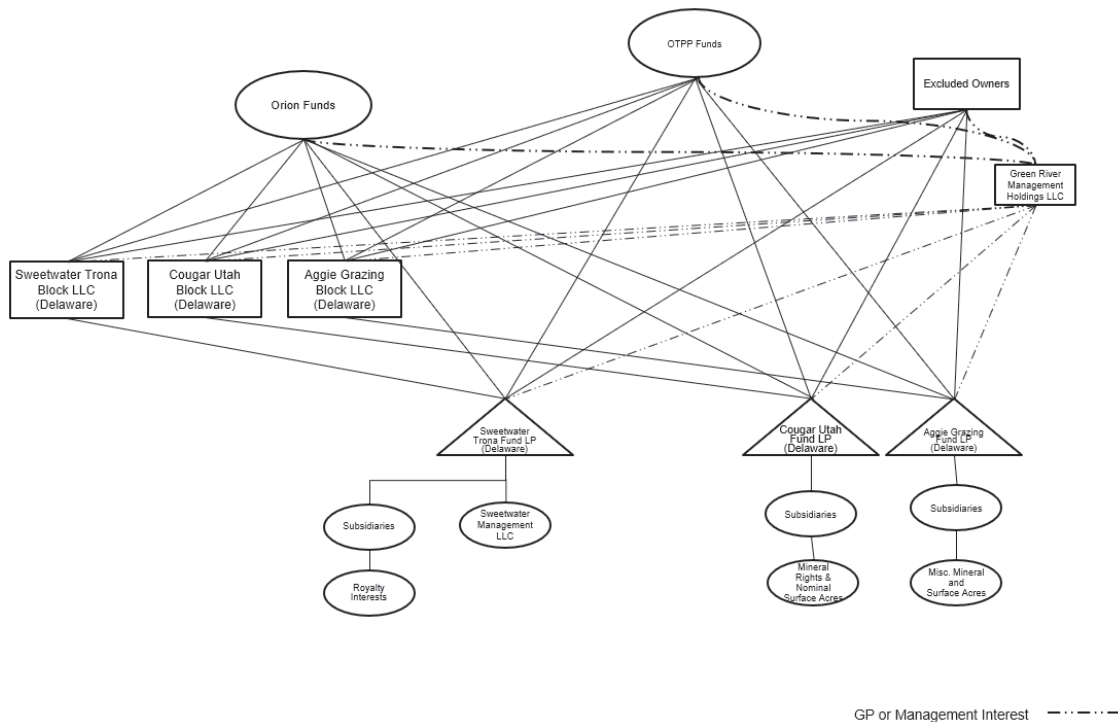 OTPP Funds
Orion Funds
Excluded Owners
Green River
Management
Holdings LLC
Sweetwater Trona
Block LLC
(Delaware)
Cougar Utah
Block LLC
(Delaware)
Aggie Grazing
Block LLC
(Delaware)
Sweetwater
Trona Fund LP
(Delaware)
Cougar Utah
Fund LP
(Delaware)
Aggie Grazing
Fund LP
(Delaware)
Subsidiaries
Sweetwater
Management
LLC
Subsidiaries
Subsidiaries
Royalty
Interests
Mineral
Rights &
Nominal
Surface Acres
Misc. Mineral
and
Surface Acres
GP or Management Interest